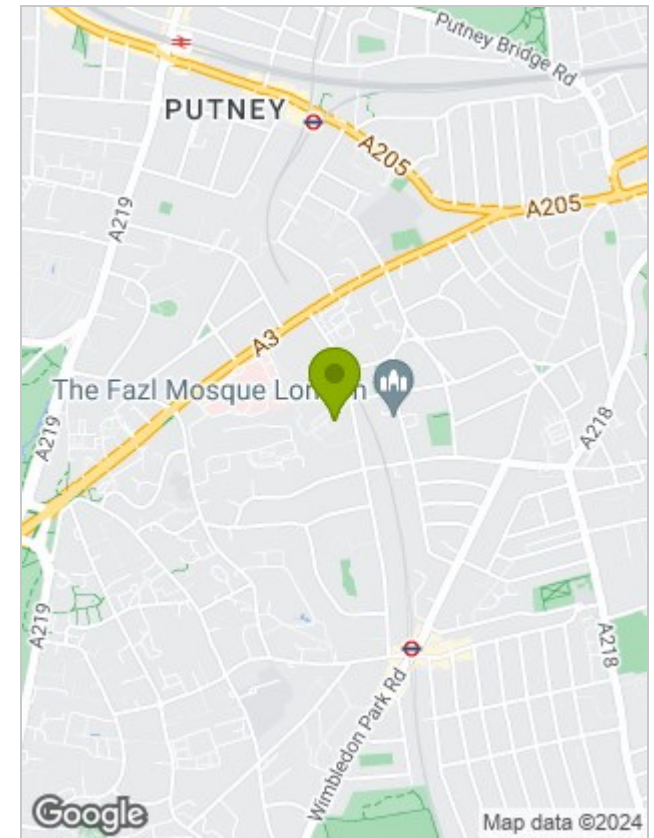 Putney Bridge Rd
PUTNEY
A205
A205
A219
A3
The Fazl Mosque London
A219
A218
A219
A218
Wimbledon Park Rd
Google
Map data ©2024